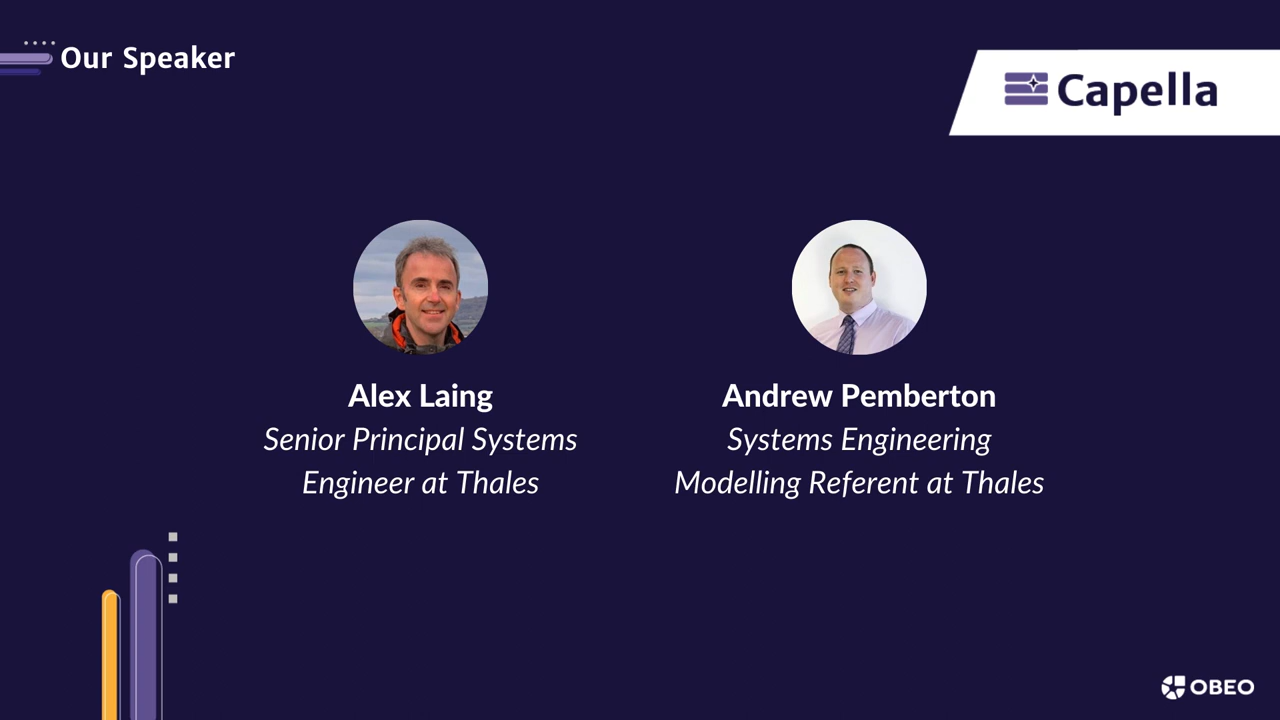 Our Speaker
Capella
Alex Laing
Senior Principal Systems
Engineer at Thales
Andrew Pemberton
Systems Engineering
Modelling Referent at Thales
OBEO